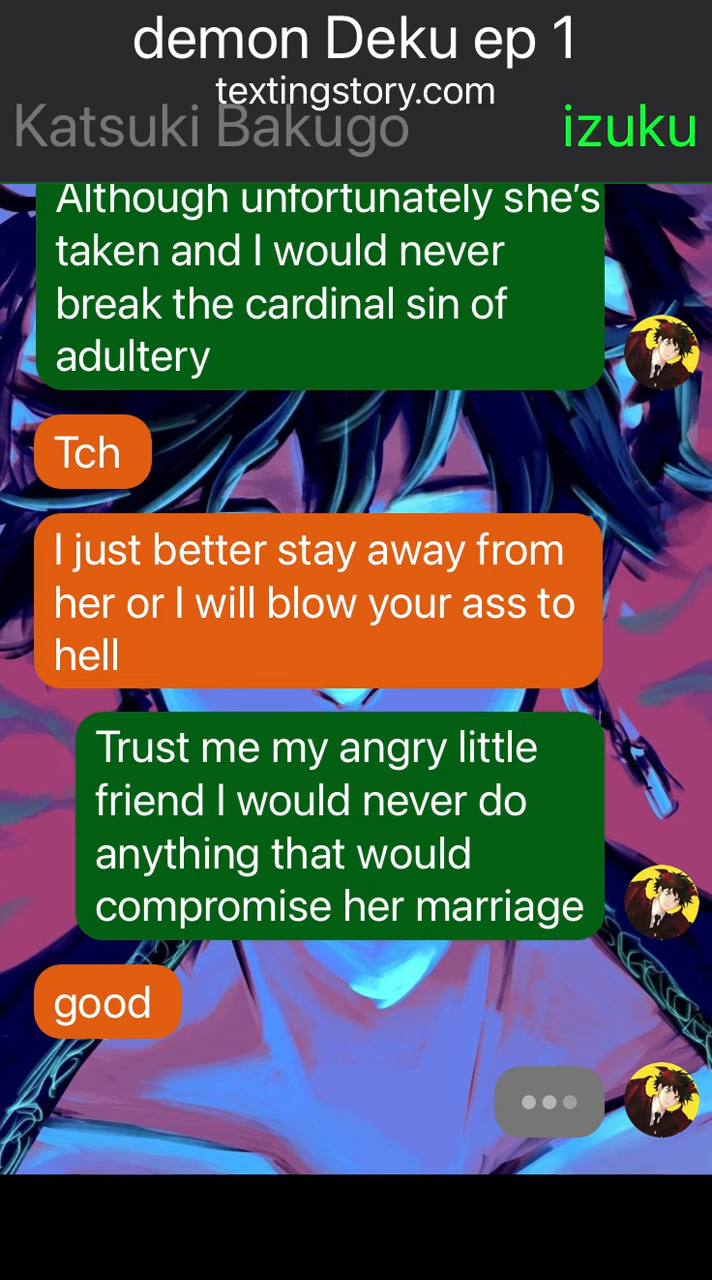 demon Deku ep 1
textingstory.com
Katsuki Bakugo
izuku
Although unfortunately she's
taken and I would never
break the cardinal sin of
adultery
Tch
I just better stay away from
her or I will blow your ass to
hell
Trust me my angry little
friend I would never do
anything that would
compromise her marriage
good